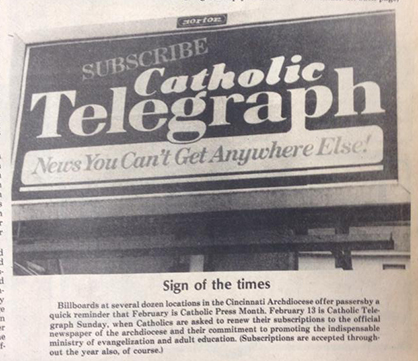 norton
SUBSCRIBE
Catholic
Telegraph
News You Can't Get Anywhere Else!
Sign of the times
Billboards at several dozen locations in the Cincinnati Archdiocese offer passersby a
quick reminder that February is Catholic Press Month. February 13 is Catholic Tele-
graph Sunday, when Catholics are asked to renew their subscriptions to the official
newspaper of the archdiocese and their commitment to promoting the indispensable
ministry of evangelization and adult education. (Subscriptions are accepted through-
out the year also, of course.)